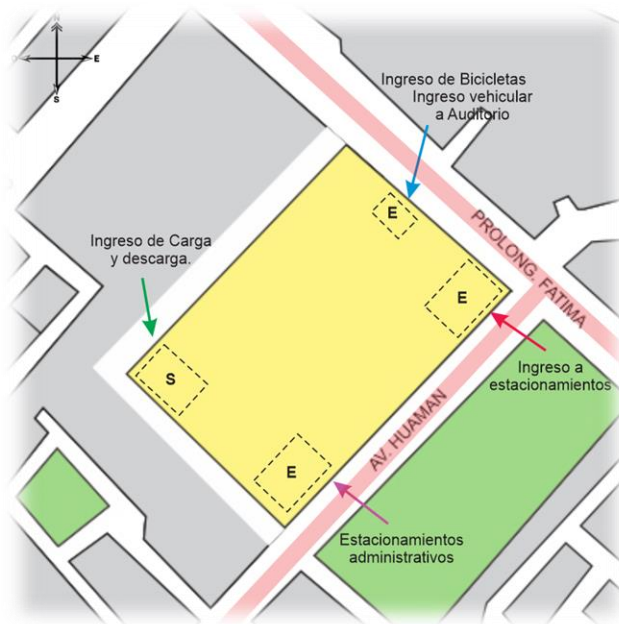 N
O E
S
Ingreso de Bicicletas
Ingreso vehicular
a Auditorio
E
PROLONG. FATIMA
Ingreso de Carga
y descarga.
E
S
Ingreso a
estacionamientos
AV. HUAMAN
E
Estacionamientos
administrativos